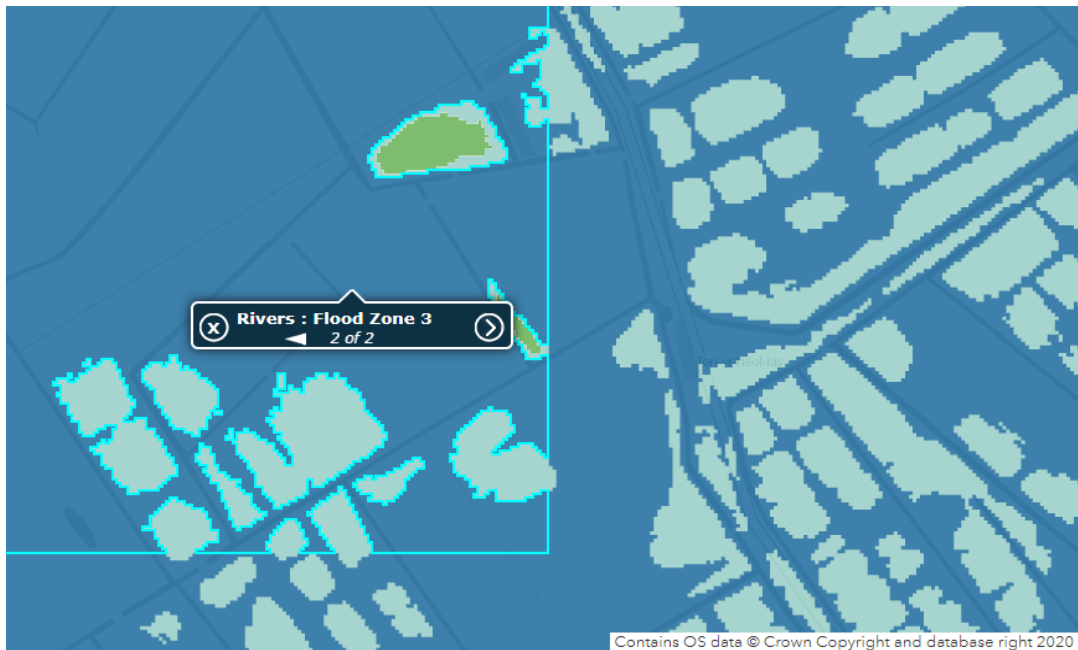 x
Rivers : Flood Zone 3
2 of 2
Contains OS data © Crown Copyright and database right 2020